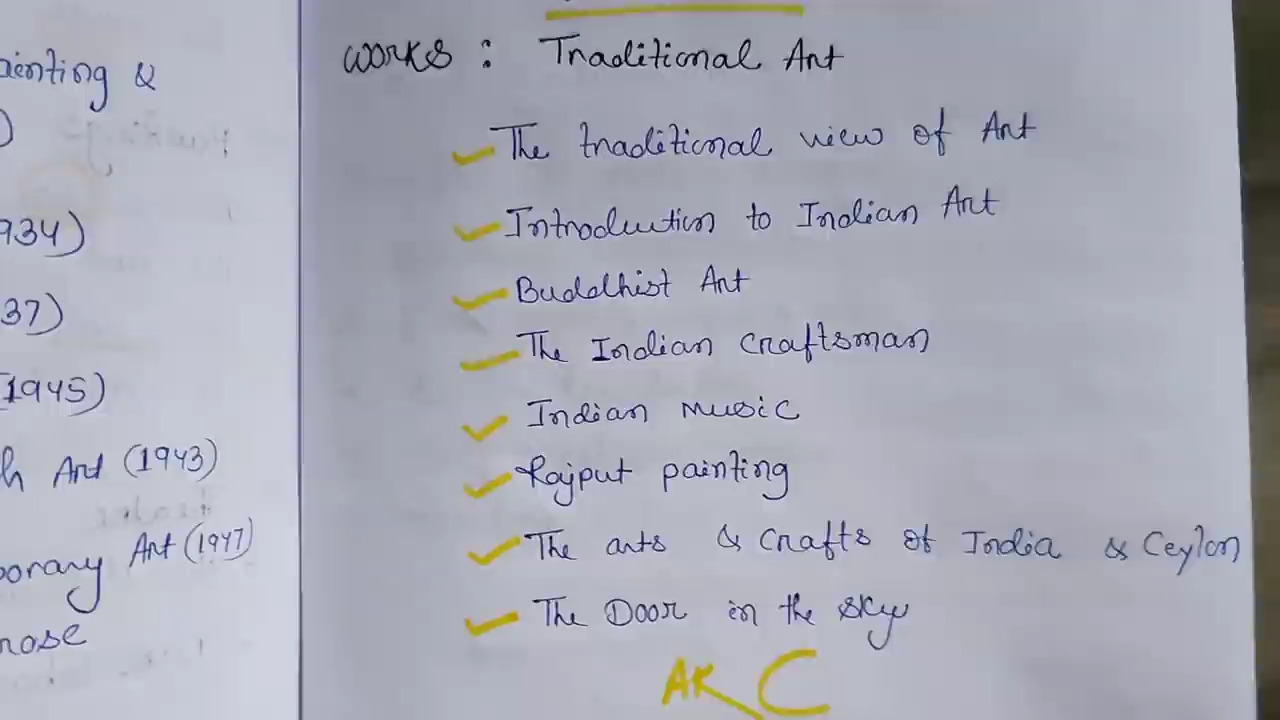 ainting &
)
934)
37)
1945)
h Art (1943)
porary Art (1947)
nose
Works : Traditional Art
The traditional view of Art
Introduction to Indian Art
Buddhist Art
The Indian craftsman
Indian Music
Rajput painting
The arts & crafts of India & Ceylon
The Door in the sky
AK C